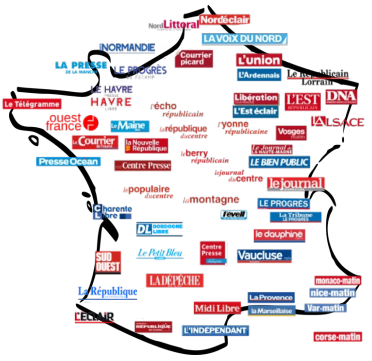 Nord Littoral
Nordéclair
LA VOIX DU NORD
NORMANDIE
LA PRESSE
DE LA MANCHE
LE PROGRÈS
Courrier
picard
L'union
L'Ardennais
Le Républicain
Lorrain
LE HAVRE
HAVRE
LIBRE
Le Télégramme
Libération
L'EST
RÉPUBLICAIN
DNA
L'est éclair
l'écho
républicain
ouest
france
Le Maine
la république
du centre
l'yonne
républicaine
L'ALSACE
Vosges
Le Courrier
la Nouvelle
République
Le Journal de
LA HAUTE-MARNE
PresseOcean
Centre Presse
le berry
républicain
LE BIEN PUBLIC
le journal
du centre
le journal
le populaire
du centre
la montagne
LE PROGRÈS
Charente
Libre
l'éveil
La Tribune
LE PROGRÈS
DL
DORDOGNE
LIBRE
le dauphiné
Le Petit Bleu
Centre
Presse
Vaucluse
SUD
OUEST
LA DÉPÊCHE
monaco-matin
La République
nice-matin
La Provence
Midi Libre
la Marseillaise
Var-matin
L'ECLAIR
RÉPUBLIQUE
L'INDEPENDANT
corse-matin